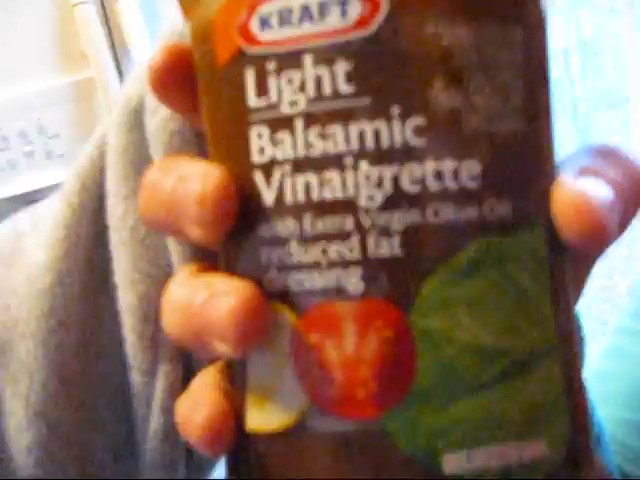 KRAFT
Light
Balsamic
Vinaigrette
with Extra Virgin Olive Oil
reduced fat
dressing